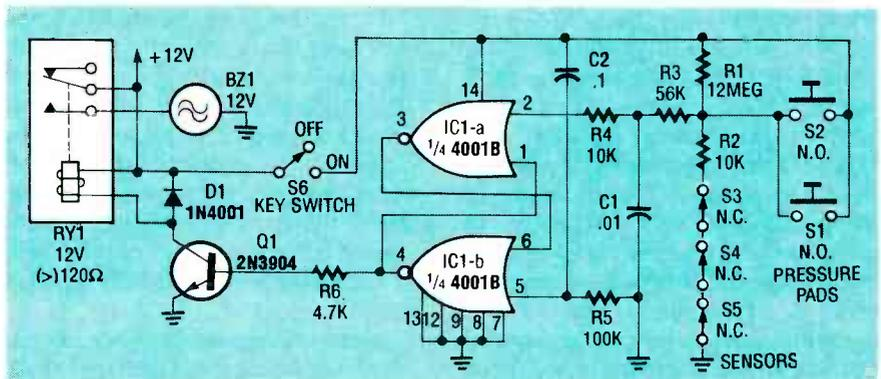 +12V
BZ1
12V
OFF
ON
S6
KEY SWITCH
D1
1N4001
RY1
12V
(>)120Ω
Q1
2N3904
R6
4.7K
3
14
IC1-a
1/4 4001B
2
1
4
IC1-b
1/4 4001B
6
5
13
12
9
8
7
C2
.1
R4
10K
R3
56K
R1
12MEG
R2
10K
C1
.01
R5
100K
S3
N.C.
S4
N.C.
S5
N.C.
SENSORS
S2
N.O.
S1
N.O.
PRESSURE
PADS